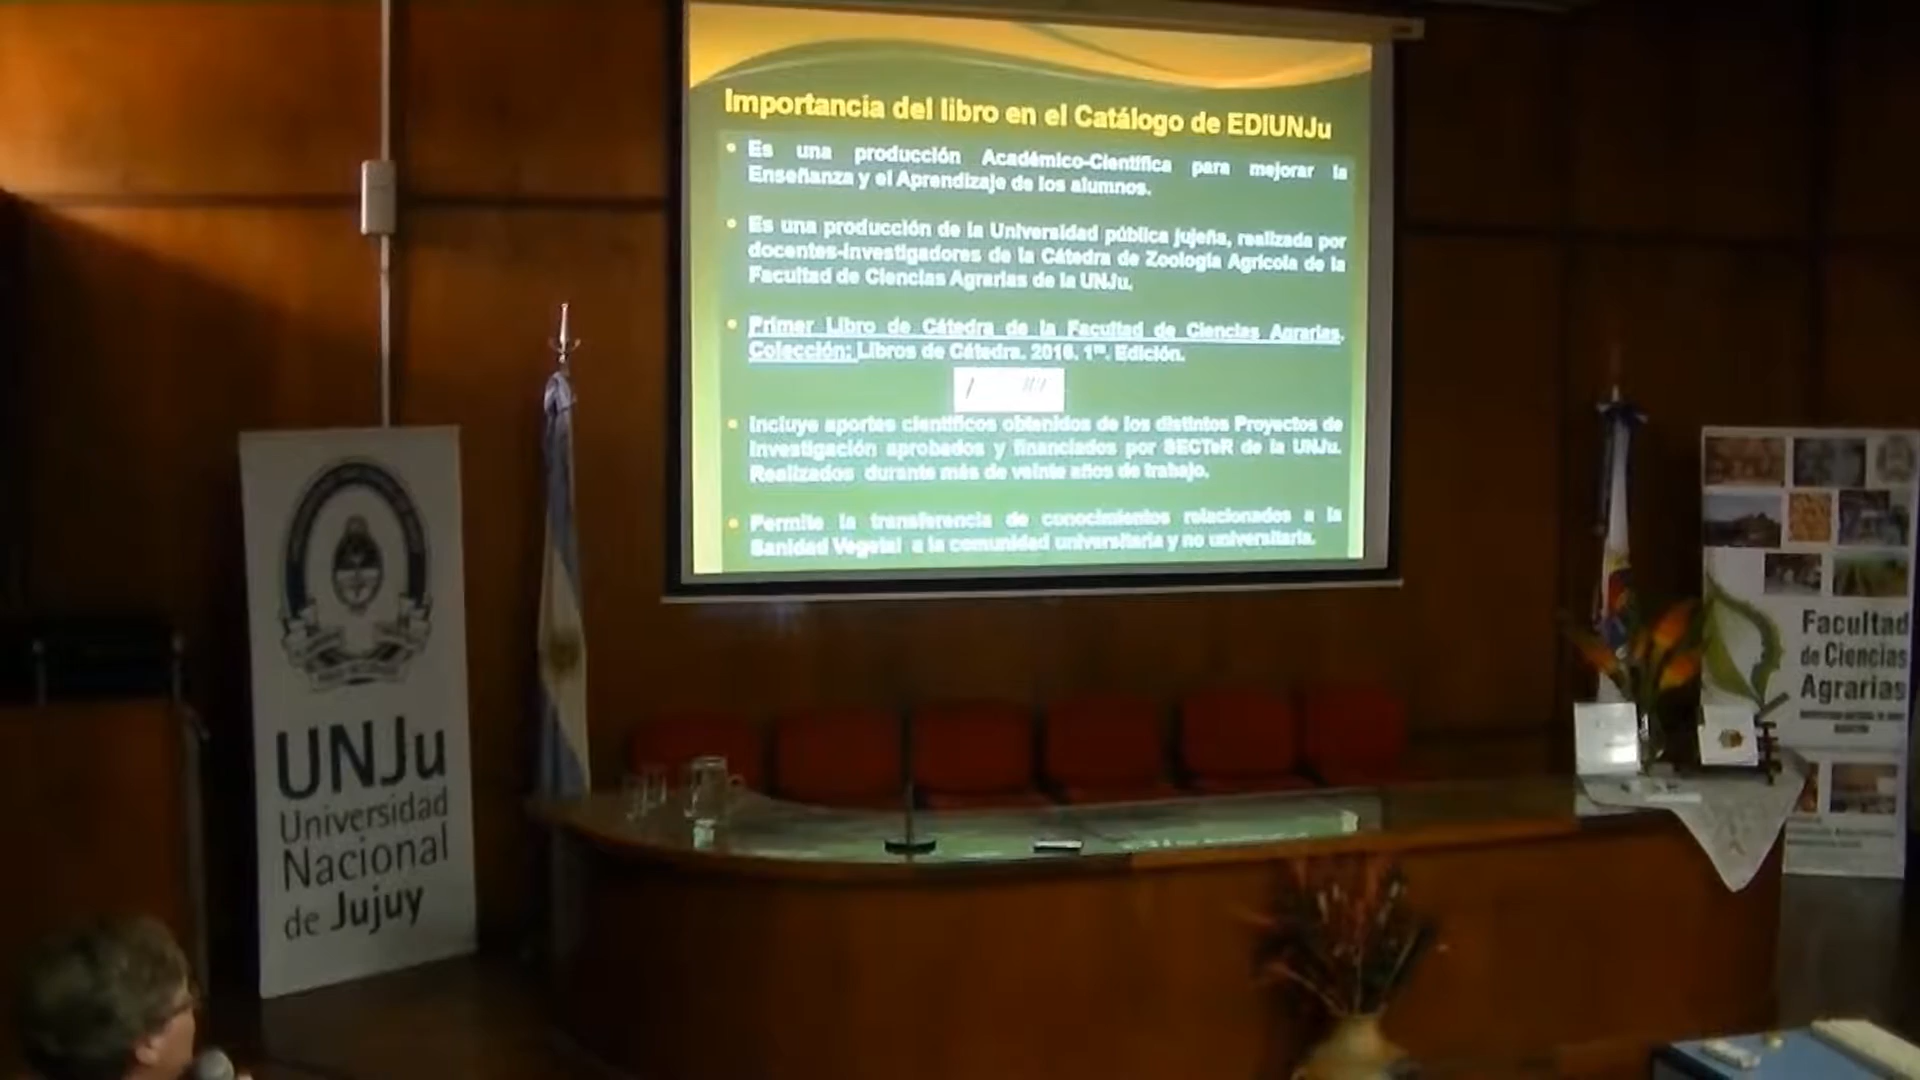 Importancia del libro en el Catálogo de EDIUNJu
• Es una producción Académico-Científica para mejorar la
Enseñanza y el Aprendizaje de los alumnos.
• Es una producción de la Universidad pública jujeña, realizada por
docentes-investigadores de la Cátedra de Zoología Agrícola de la
Facultad de Ciencias Agrarias de la UNJu.
• Primer Libro de Cátedra de la Facultad de Ciencias Agrarias.
Colección: Libros de Cátedra. 2016. 1ra. Edición.
• Incluye aportes científicos obtenidos de los distintos Proyectos de
Investigación aprobados y financiados por SECTeR de la UNJu.
Realizados durante más de veinte años de trabajo.
• Permite la transferencia de conocimientos relacionados a la
Sanidad Vegetal a la comunidad universitaria y no universitaria.
UNJu
Universidad
Nacional
de Jujuy
Facultad
de Ciencias
Agrarias